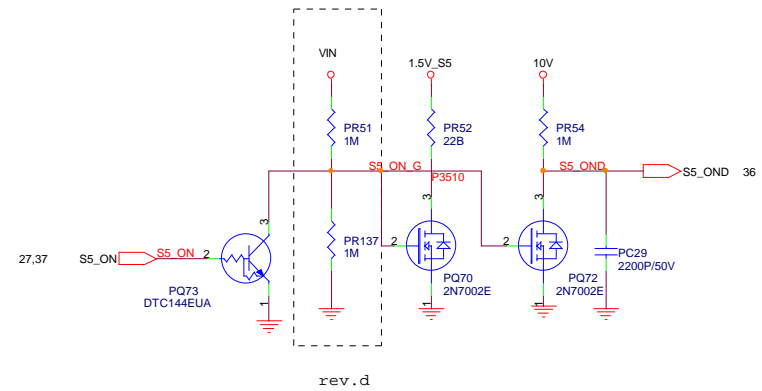 VIN
1.5V_S5
10V
PR51
1M
PR52
22B
PR54
1M
S5_ON_G
P3510
S5_OND
S5_OND 36
3
3
3
27,37 S5_ON
S5_ON
2
PR137
1M
2
2
PC29
2200P/50V
PQ73
DTC144EUA
PQ70
2N7002E
PQ72
2N7002E
1
1
1
rev.d